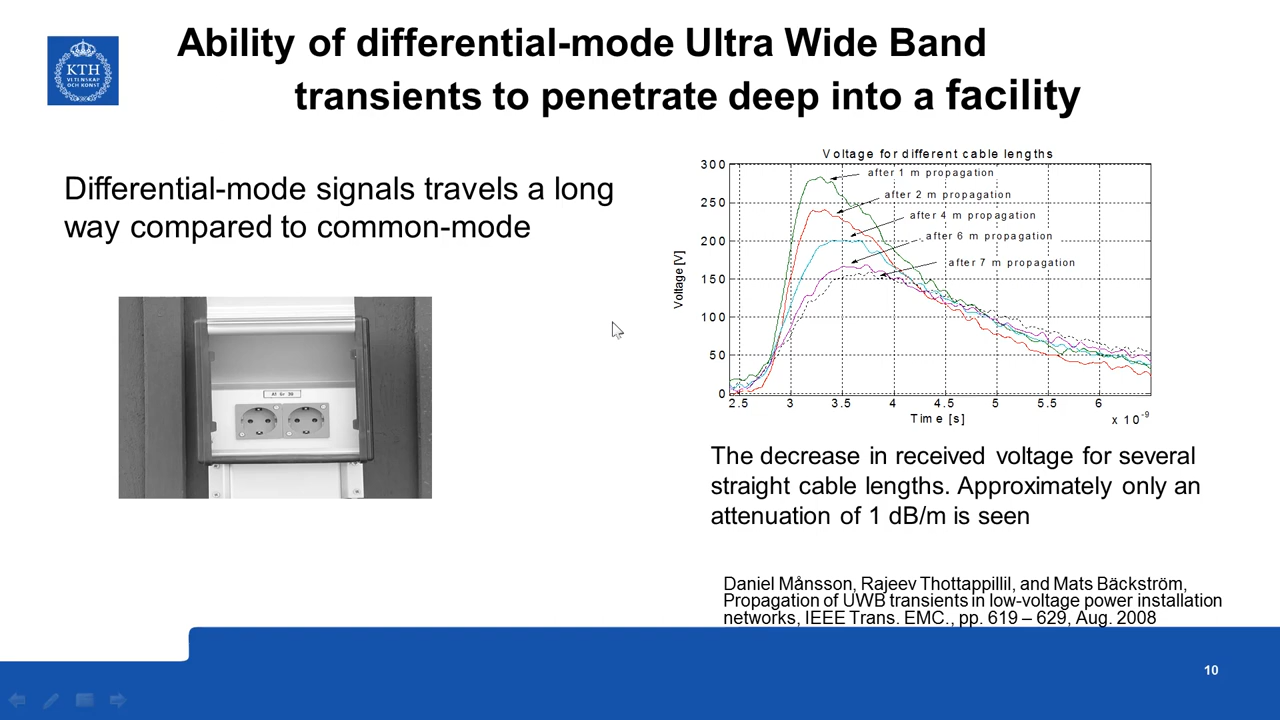 Ability of differential-mode Ultra Wide Band
transients to penetrate deep into a facility
KTH
VETENSKAP
OCH KONST
Differential-mode signals travels a long
way compared to common-mode
Voltage for different cable lengths
300
250
200
150
100
50
0
Voltage [V]
after 1 m propagation
after 2 m propagation
after 4 m propagation
after 6 m propagation
after 7 m propagation
2.5 3 3.5 4 4.5 5 5.5 6
Time [s]
x 10⁻⁹
The decrease in received voltage for several
straight cable lengths. Approximately only an
attenuation of 1 dB/m is seen
Daniel Månsson, Rajeev Thottappillil, and Mats Bäckström,
Propagation of UWB transients in low-voltage power installation
networks, IEEE Trans. EMC., pp. 619 – 629, Aug. 2008
10